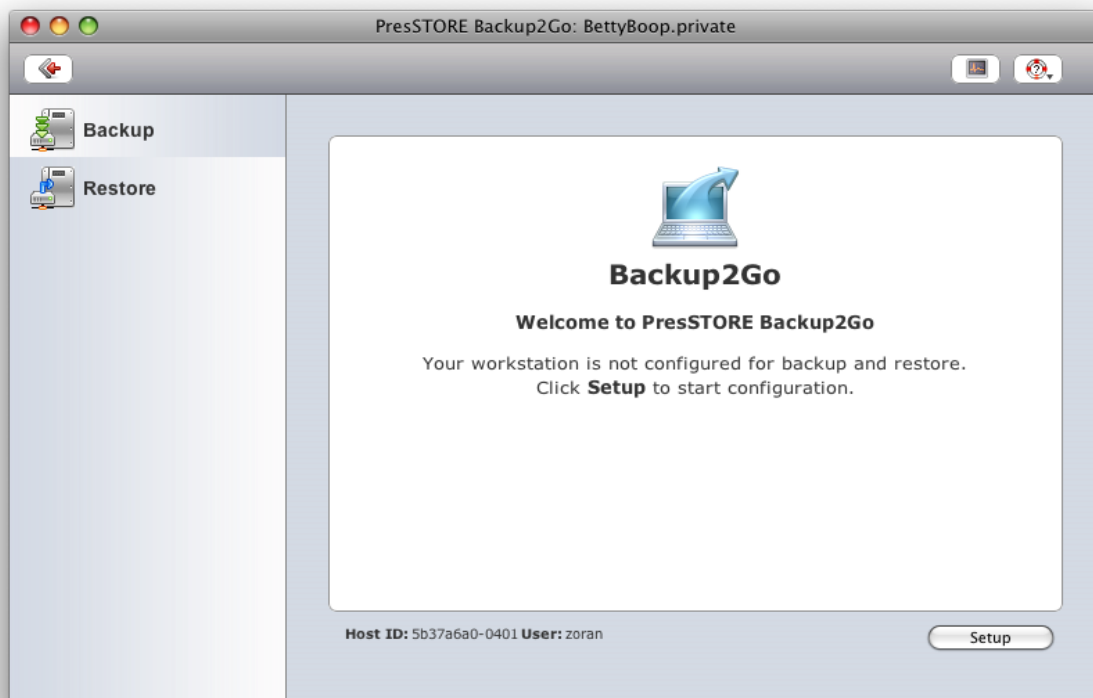 PresSTORE Backup2Go: BettyBoop.private
Backup
Restore
Backup2Go
Welcome to PresSTORE Backup2Go
Your workstation is not configured for backup and restore.
Click Setup to start configuration.
Host ID: 5b37a6a0-0401 User: zoran
Setup